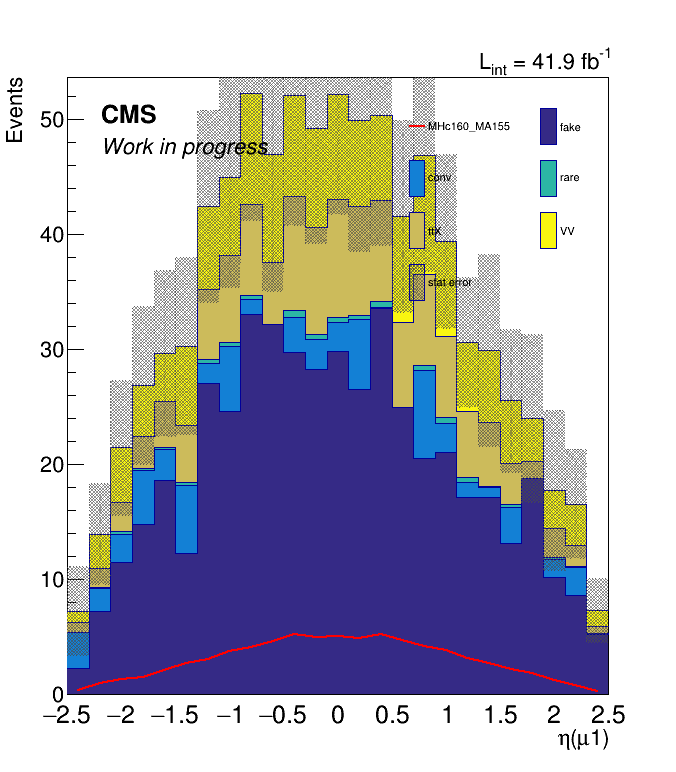 L_int = 41.9 fb^-1
Events
CMS
Work in progress
MHc160_MA155
fake
conv
rare
ttX
VV
stat error
50
40
30
20
10
0
−2.5 −2 −1.5 −1 −0.5 0 0.5 1 1.5 2 2.5
η(μ1)